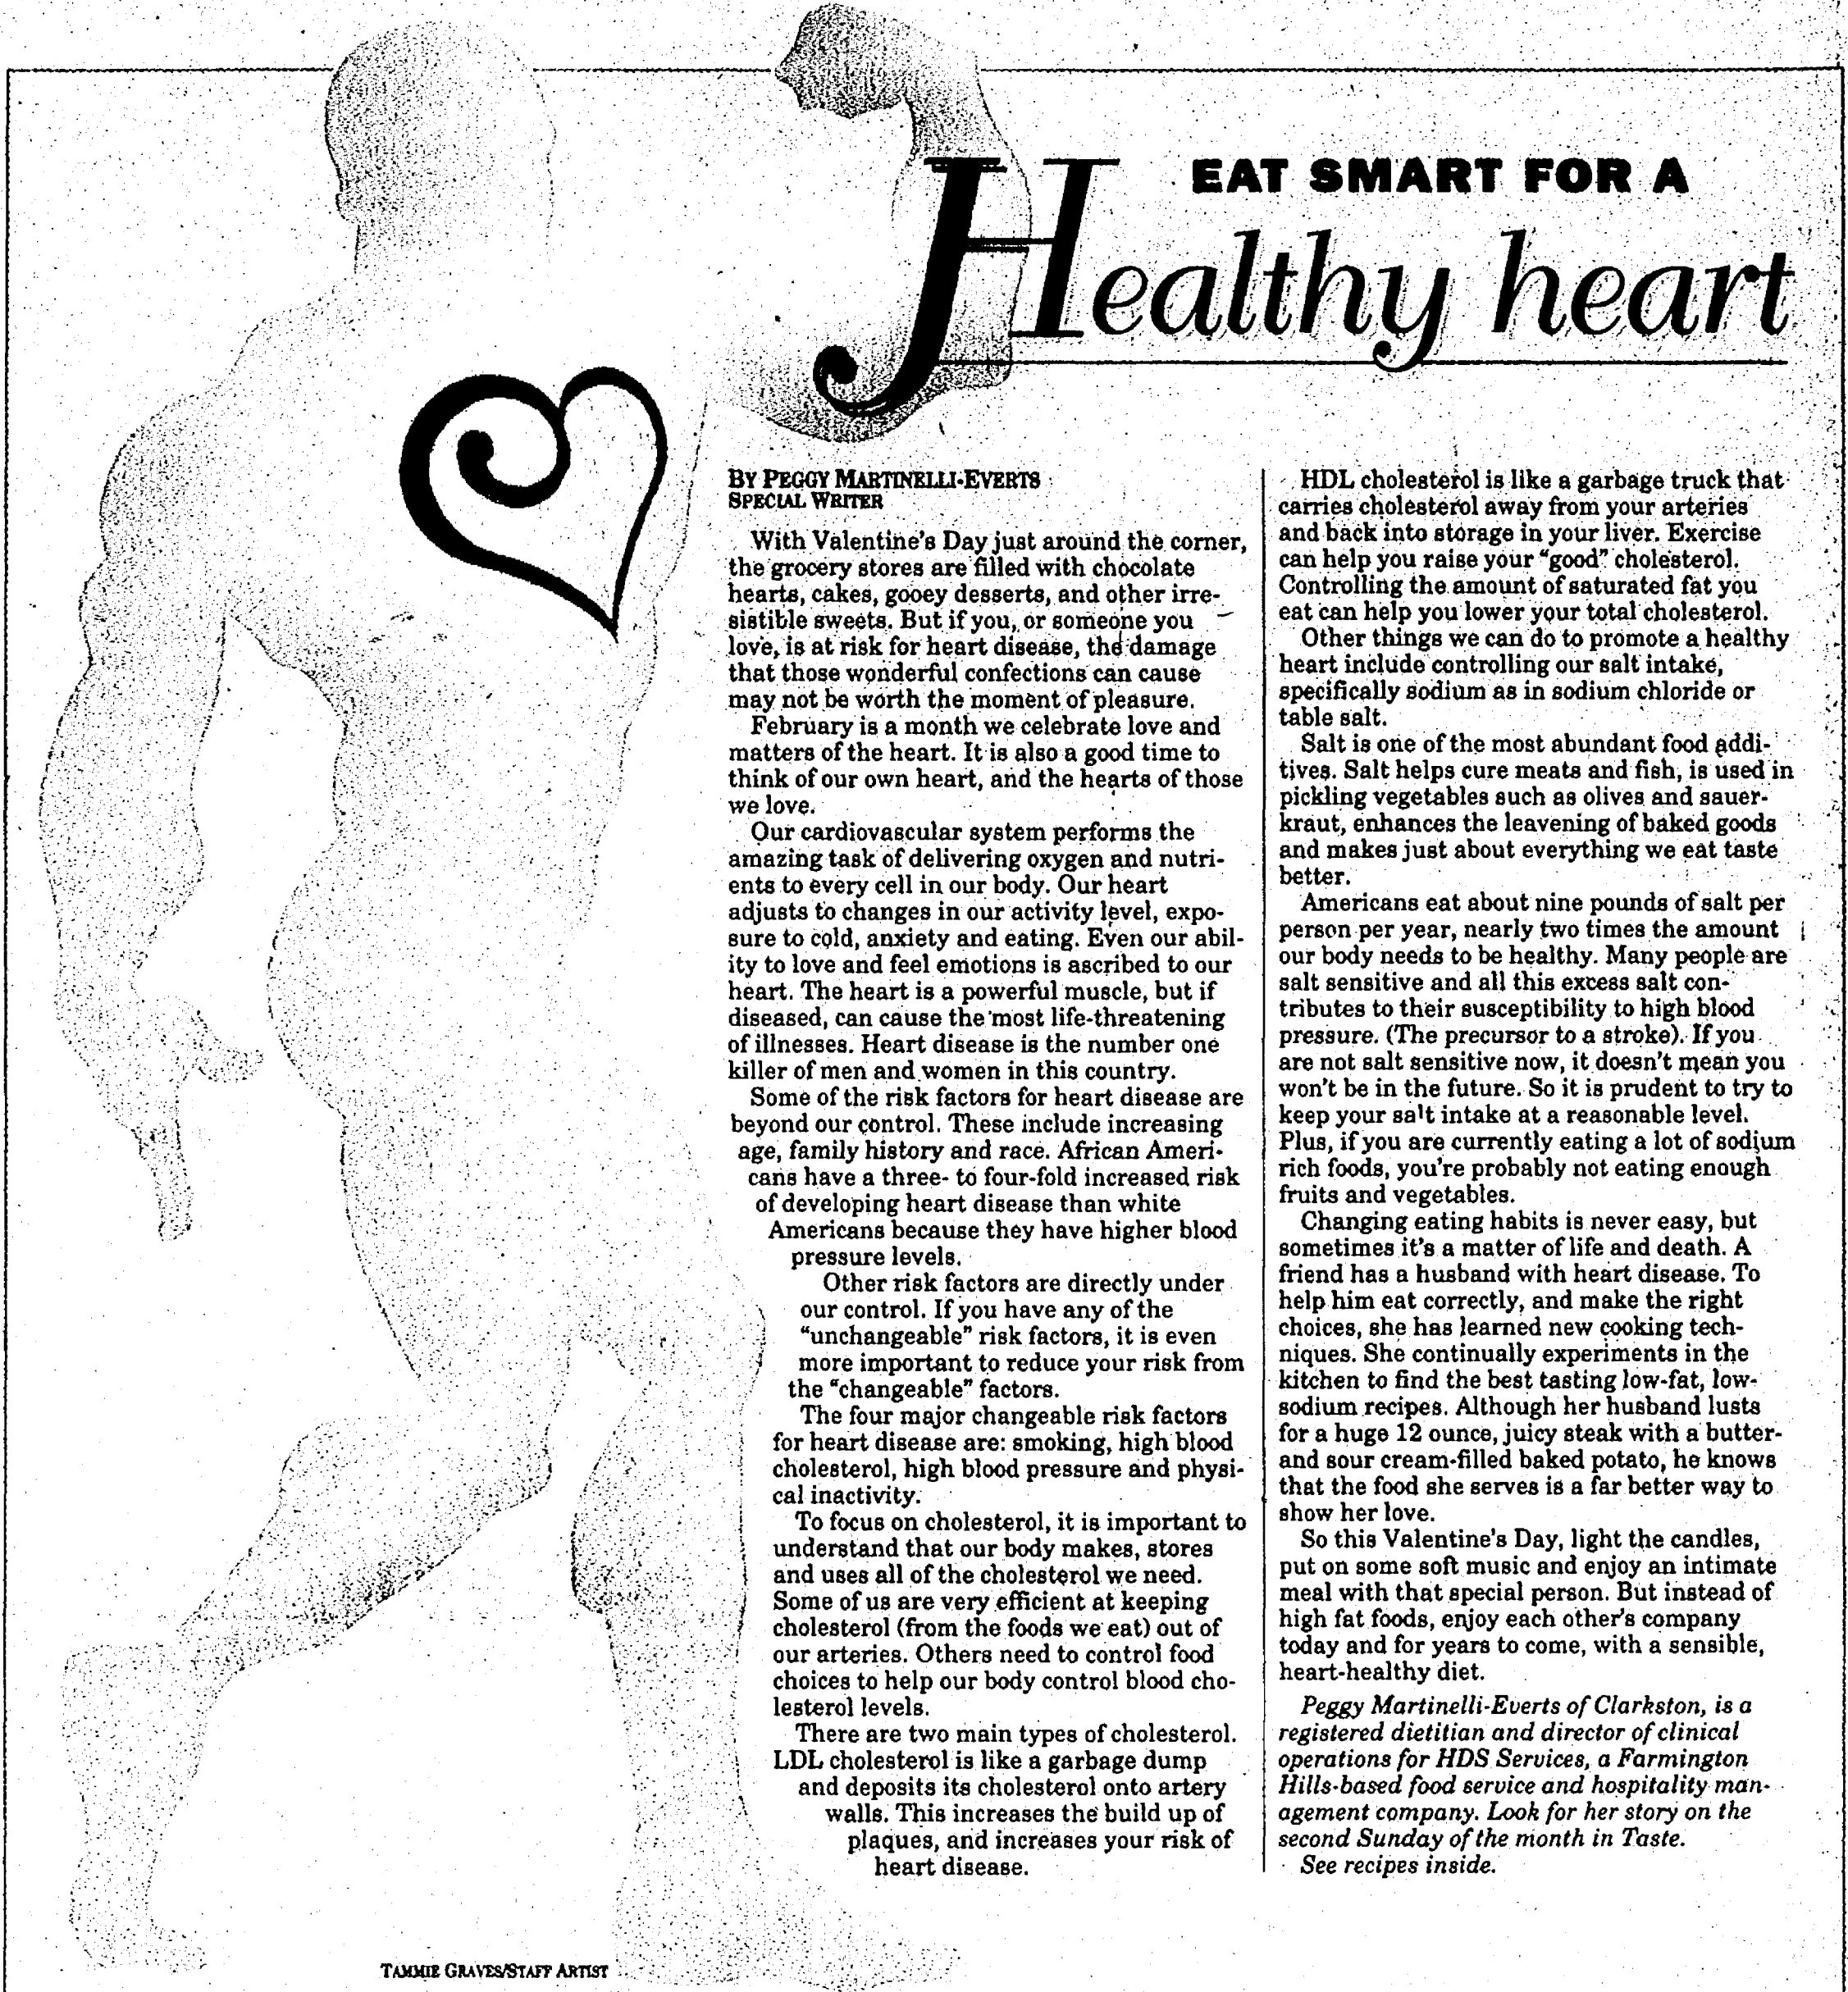 EAT SMART FOR A
Healthy heart
BY PEGGY MARTINELLI-EVERTS
SPECIAL WRITER
With Valentine's Day just around the corner,
the grocery stores are filled with chocolate
hearts, cakes, gooey desserts, and other irre-
sistible sweets. But if you, or someone you
love, is at risk for heart disease, the damage
that those wonderful confections can cause
may not be worth the moment of pleasure.
February is a month we celebrate love and
matters of the heart. It is also a good time to
think of our own heart, and the hearts of those
we love.
Our cardiovascular system performs the
amazing task of delivering oxygen and nutri-
ents to every cell in our body. Our heart
adjusts to changes in our activity level, expo-
sure to cold, anxiety and eating. Even our abil-
ity to love and feel emotions is ascribed to our
heart. The heart is a powerful muscle, but if
diseased, can cause the most life-threatening
of illnesses. Heart disease is the number one
killer of men and women in this country.
Some of the risk factors for heart disease are
beyond our control. These include increasing
age, family history and race. African Ameri-
cans have a three- to four-fold increased risk
of developing heart disease than white
Americans because they have higher blood
pressure levels.
Other risk factors are directly under
our control. If you have any of the
"unchangeable" risk factors, it is even
more important to reduce your risk from
the "changeable" factors.
The four major changeable risk factors
for heart disease are: smoking, high blood
cholesterol, high blood pressure and physi-
cal inactivity.
To focus on cholesterol, it is important to
understand that our body makes, stores
and uses all of the cholesterol we need.
Some of us are very efficient at keeping
cholesterol (from the foods we eat) out of
our arteries. Others need to control food
choices to help our body control blood cho-
lesterol levels.
There are two main types of cholesterol.
LDL cholesterol is like a garbage dump
and deposits its cholesterol onto artery
walls. This increases the build up of
plaques, and increases your risk of
heart disease.
HDL cholesterol is like a garbage truck that
carries cholesterol away from your arteries
and back into storage in your liver. Exercise
can help you raise your "good" cholesterol.
Controlling the amount of saturated fat you
eat can help you lower your total cholesterol.
Other things we can do to promote a healthy
heart include controlling our salt intake,
specifically sodium as in sodium chloride or
table salt.
Salt is one of the most abundant food addi-
tives. Salt helps cure meats and fish, is used in
pickling vegetables such as olives and sauer-
kraut, enhances the leavening of baked goods
and makes just about everything we eat taste
better.
Americans eat about nine pounds of salt per
person per year, nearly two times the amount
our body needs to be healthy. Many people are
salt sensitive and all this excess salt con-
tributes to their susceptibility to high blood
pressure. (The precursor to a stroke). If you
are not salt sensitive now, it doesn't mean you
won't be in the future. So it is prudent to try to
keep your salt intake at a reasonable level.
Plus, if you are currently eating a lot of sodium
rich foods, you're probably not eating enough
fruits and vegetables.
Changing eating habits is never easy, but
sometimes it's a matter of life and death. A
friend has a husband with heart disease. To
help him eat correctly, and make the right
choices, she has learned new cooking tech-
niques. She continually experiments in the
kitchen to find the best tasting low-fat, low-
sodium recipes. Although her husband lusts
for a huge 12 ounce, juicy steak with a butter-
and sour cream-filled baked potato, he knows
that the food she serves is a far better way to
show her love.
So this Valentine's Day, light the candles,
put on some soft music and enjoy an intimate
meal with that special person. But instead of
high fat foods, enjoy each other's company
today and for years to come, with a sensible,
heart-healthy diet.
Peggy Martinelli-Everts of Clarkston, is a
registered dietitian and director of clinical
operations for HDS Services, a Farmington
Hills-based food service and hospitality man-
agement company. Look for her story on the
second Sunday of the month in Taste.
See recipes inside.
TAMMIE GRAVES/STAFF ARTIST